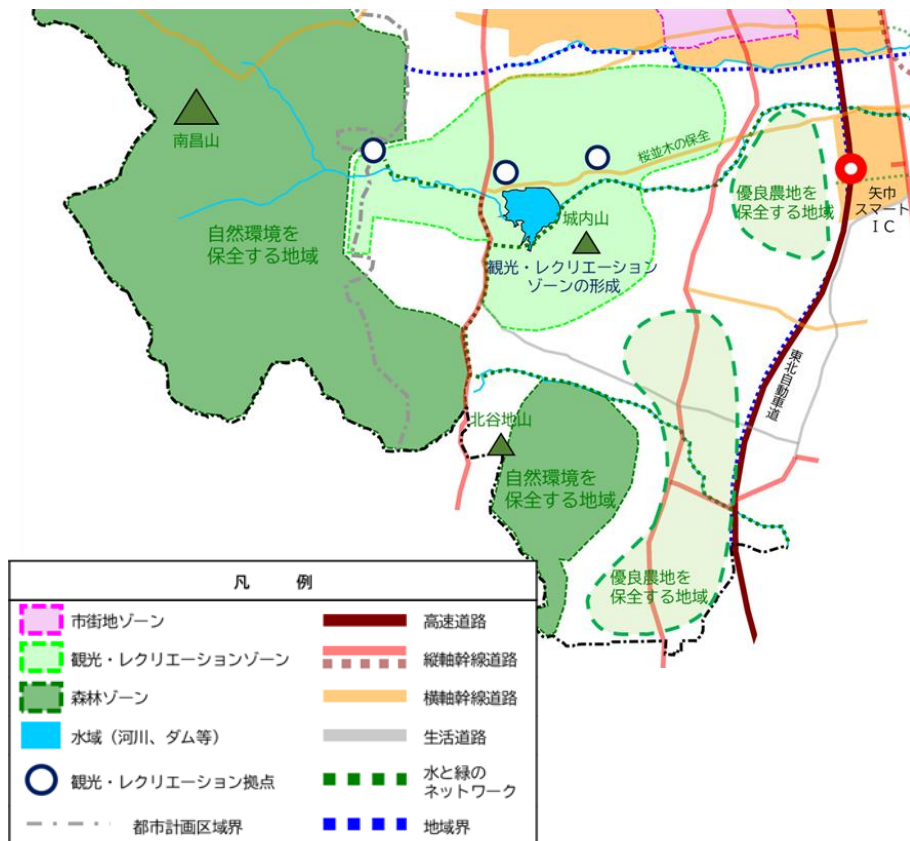 南昌山
桜並木の保全
優良農地を
保全する地域
矢巾
スマート
IC
城内山
自然環境を
保全する地域
観光・レクリエーション
ゾーンの形成
東北自動車道
北谷地山
自然環境を
保全する地域
優良農地を
保全する地域
凡 例
市街地ゾーン
高速道路
観光・レクリエーションゾーン
縦軸幹線道路
森林ゾーン
横軸幹線道路
水域(河川、ダム等)
生活道路
観光・レクリエーション拠点
水と緑の
ネットワーク
都市計画区域界
地域界